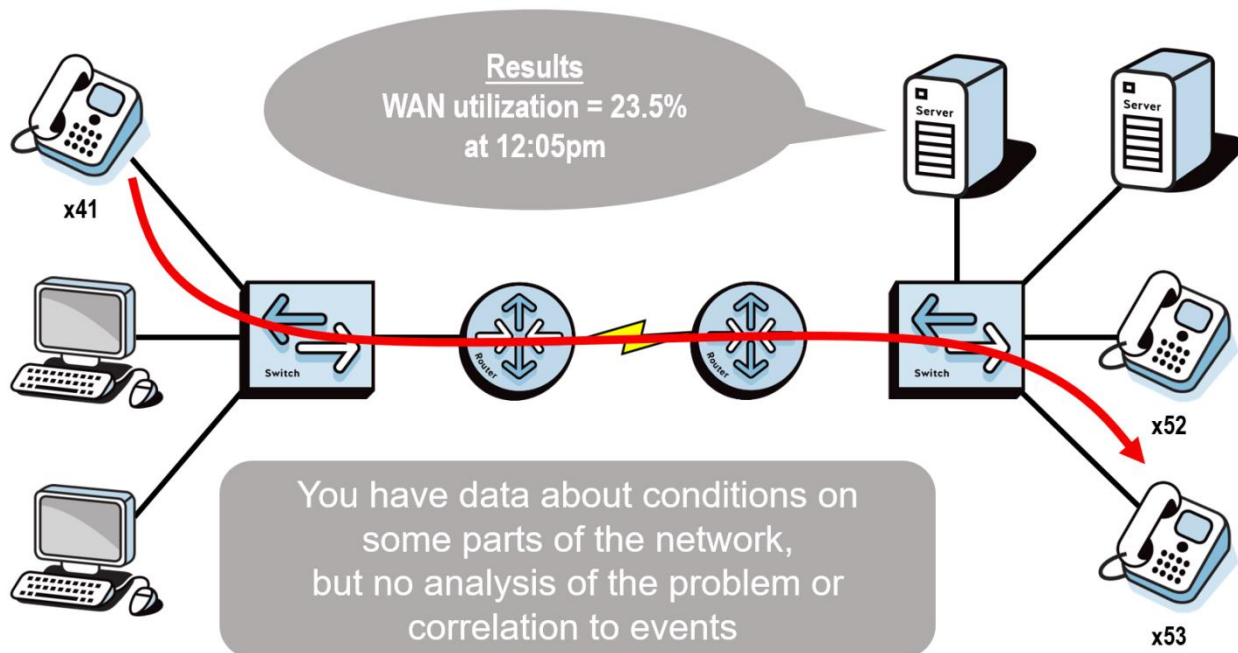 Results
WAN utilization = 23.5%
at 12:05pm
Server
Server
x41
Switch
Router
Router
Switch
x52
You have data about conditions on
some parts of the network,
but no analysis of the problem or
correlation to events
x53